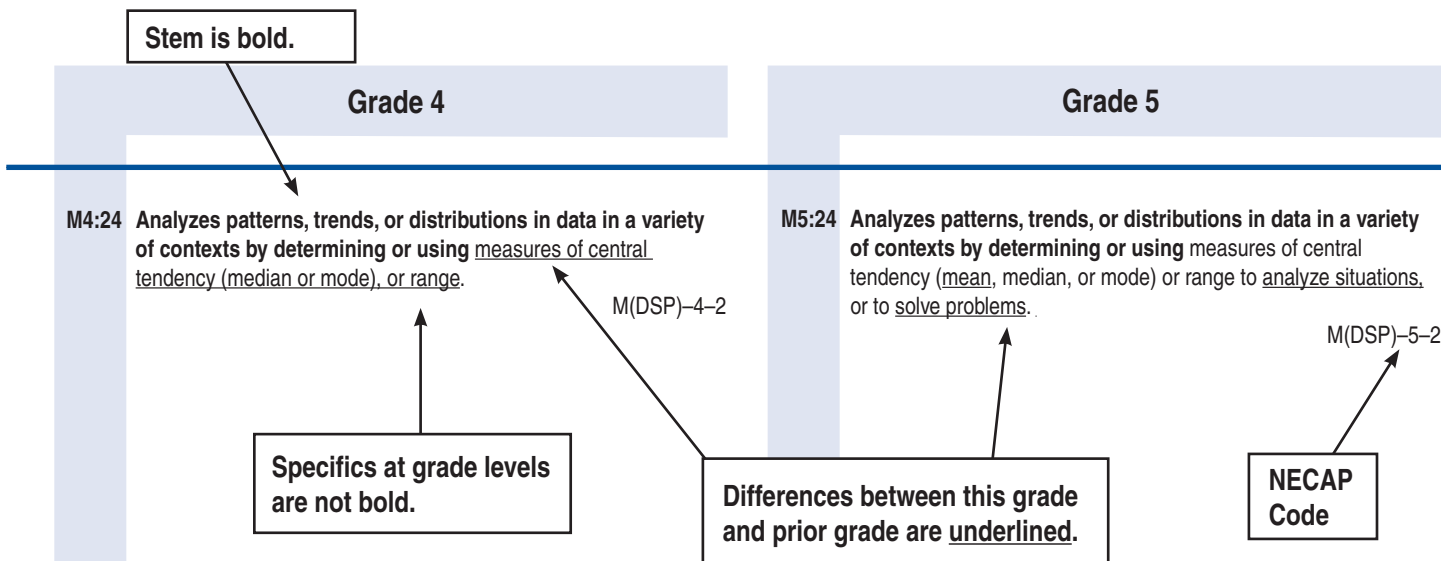 Stem is bold.
Grade 4
Grade 5
M4:24 Analyzes patterns, trends, or distributions in data in a variety
of contexts by determining or using measures of central
tendency (median or mode), or range.
M(DSP)–4–2
M5:24 Analyzes patterns, trends, or distributions in data in a variety
of contexts by determining or using measures of central
tendency (mean, median, or mode) or range to analyze situations,
or to solve problems.
M(DSP)–5–2
Specifics at grade levels
are not bold.
Differences between this grade
and prior grade are underlined.
NECAP
Code